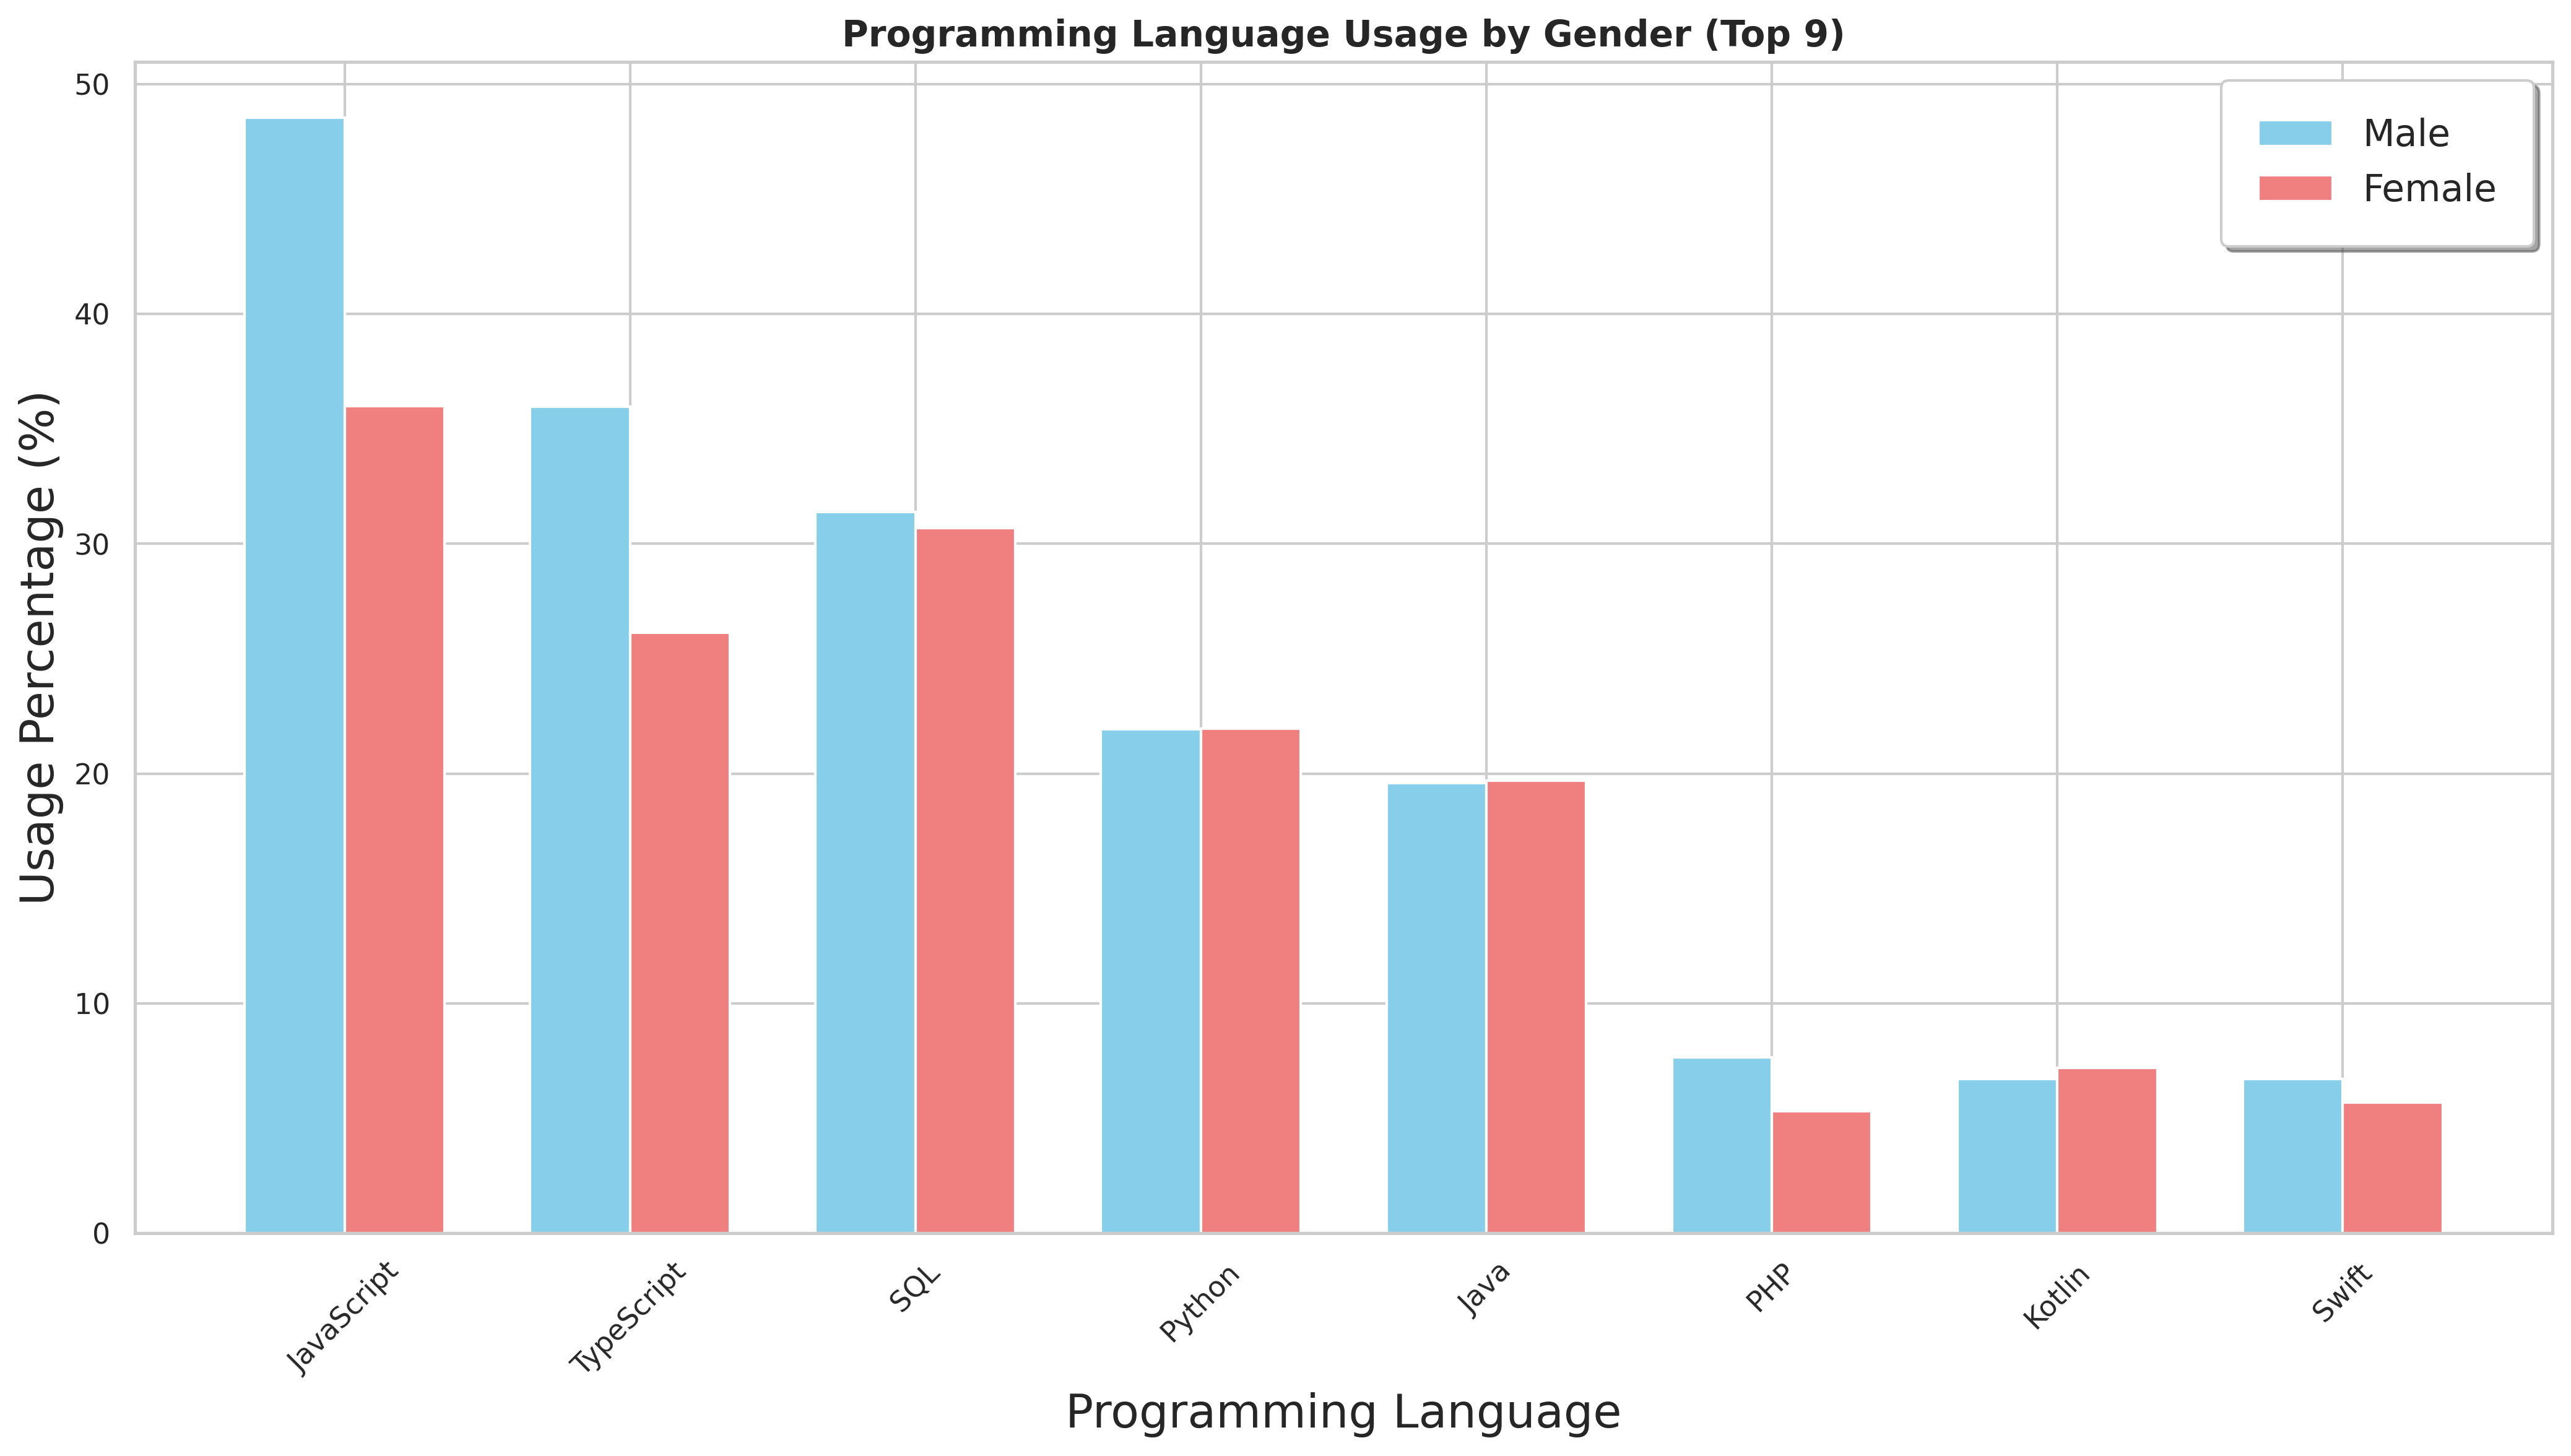 Programming Language Usage by Gender (Top 9)
Male
Female
Usage Percentage (%)
50
40
30
20
10
0
JavaScript
TypeScript
SQL
Python
Java
PHP
Kotlin
Swift
Programming Language